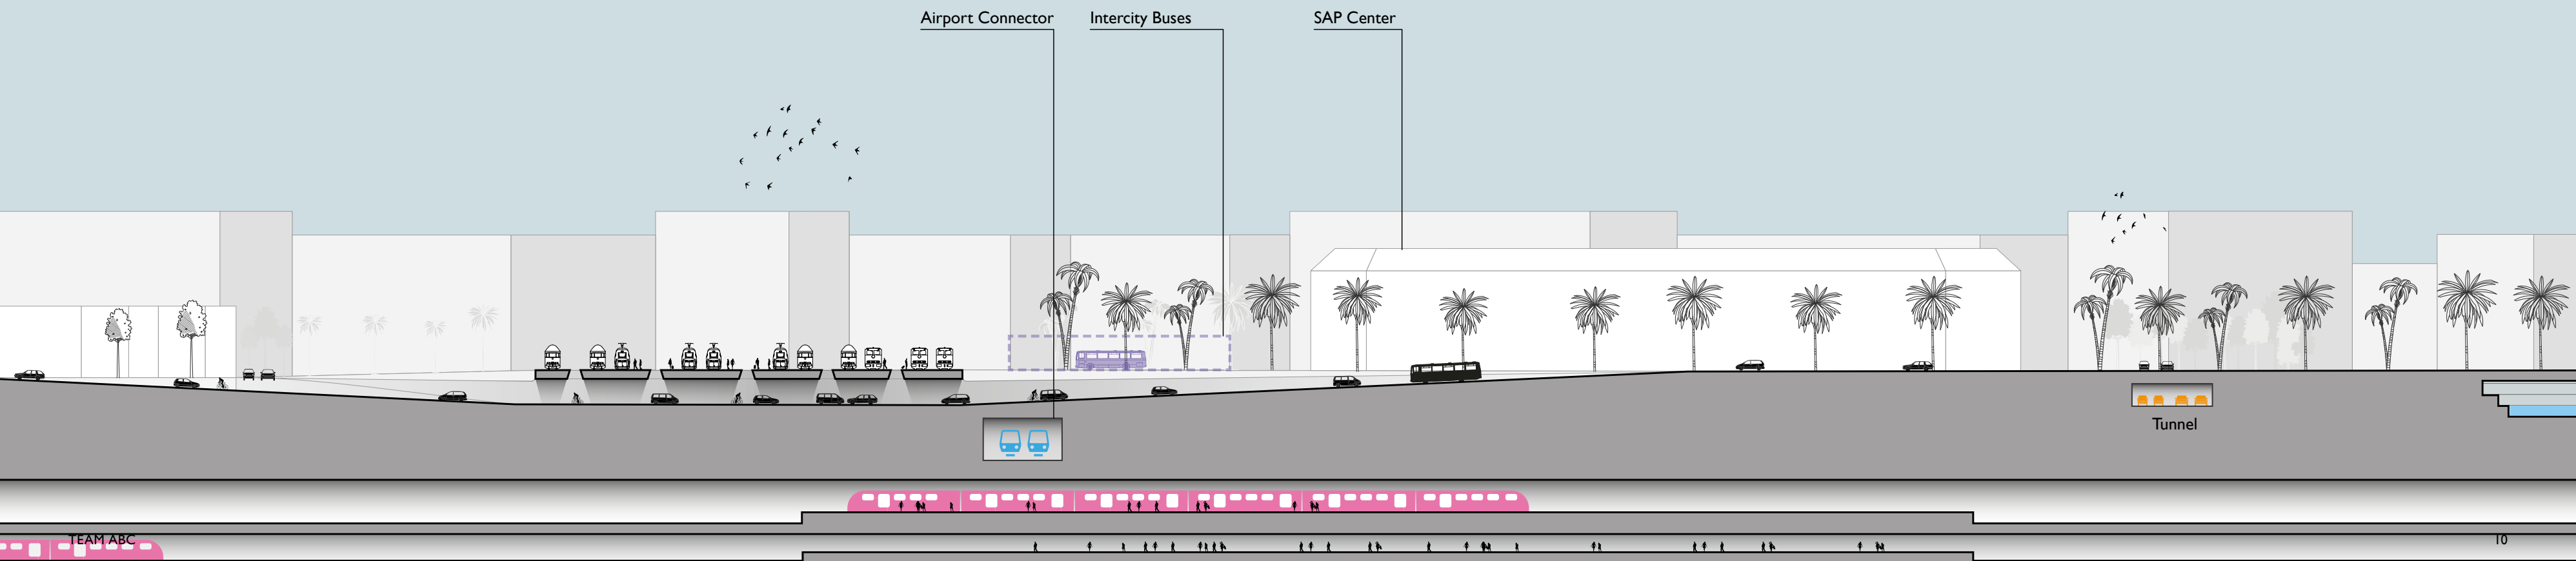 Airport Connector
Intercity Buses
SAP Center
Tunnel
TEAM ABC
10